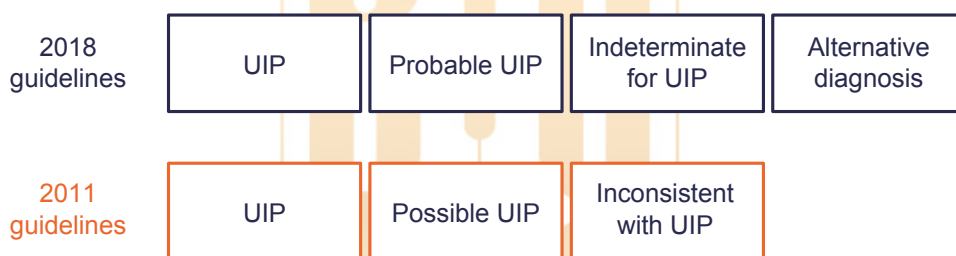 2018
guidelines
UIP
Probable UIP
Indeterminate
for UIP
Alternative
diagnosis
2011
guidelines
UIP
Possible UIP
Inconsistent
with UIP